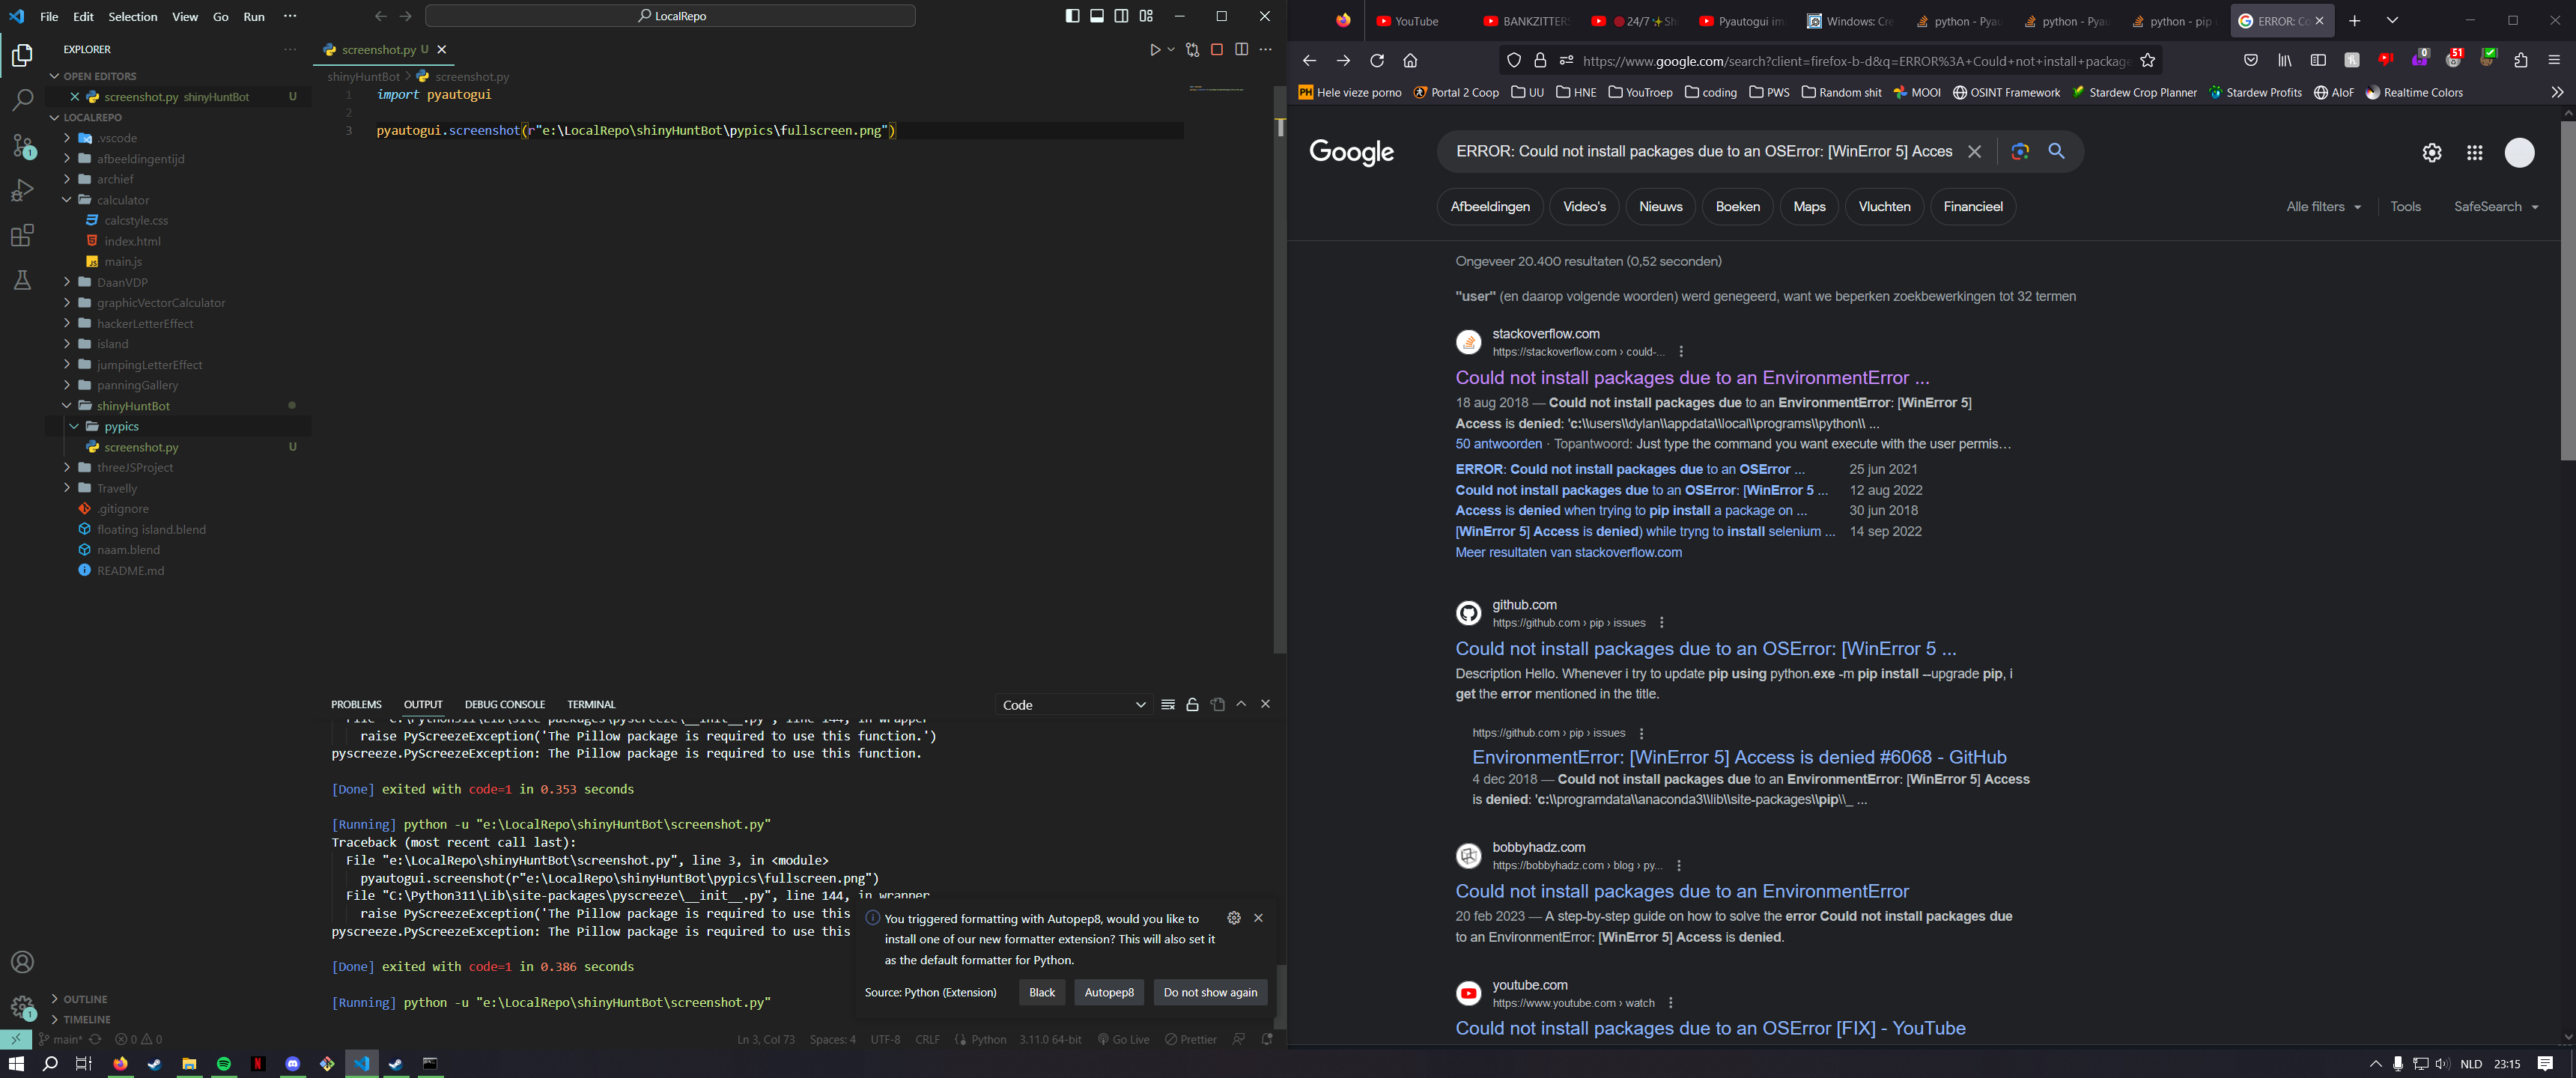 File Edit Selection View Go Run ···
LocalRepo
EXPLORER
OPEN EDITORS
screenshot.py shinyHuntBot U
LOCALREPO
.vscode
afbeeldingentijd
archief
calculator
calcstyle.css
index.html
main.js
DaanVDP
graphicVectorCalculator
hackerLetterEffect
island
jumpingLetterEffect
panningGallery
shinyHuntBot
pypics
screenshot.py U
threeJSProject
Travelly
.gitignore
floating island.blend
naam.blend
README.md
OUTLINE
TIMELINE
screenshot.py U
shinyHuntBot > screenshot.py
1 import pyautogui
2
3 pyautogui.screenshot(r"e:\LocalRepo\shinyHuntBot\pypics\fullscreen.png")
PROBLEMS OUTPUT DEBUG CONSOLE TERMINAL
Code
File "C:\Python311\Lib\site-packages\pyscreeze\__init__.py", line 144, in wrapper
raise PyScreezeException('The Pillow package is required to use this function.')
pyscreeze.PyScreezeException: The Pillow package is required to use this function.
[Done] exited with code=1 in 0.353 seconds
[Running] python -u "e:\LocalRepo\shinyHuntBot\screenshot.py"
Traceback (most recent call last):
File "e:\LocalRepo\shinyHuntBot\screenshot.py", line 3, in <module>
pyautogui.screenshot(r"e:\LocalRepo\shinyHuntBot\pypics\fullscreen.png")
File "C:\Python311\Lib\site-packages\pyscreeze\__init__.py", line 144, in wrapper
raise PyScreezeException('The Pillow package is required to use this
pyscreeze.PyScreezeException: The Pillow package is required to use this
[Done] exited with code=1 in 0.386 seconds
[Running] python -u "e:\LocalRepo\shinyHuntBot\screenshot.py"
You triggered formatting with Autopep8, would you like to
install one of our new formatter extension? This will also set it
as the default formatter for Python.
Source: Python (Extension) Black Autopep8 Do not show again
main* 0 0 Ln 3, Col 73 Spaces: 4 UTF-8 CRLF Python 3.11.0 64-bit Go Live Prettier
YouTube
BANKZITTERS
24/7
Pyautogui im
Windows: Cre
python - Pyau
python - Pyau
python - pip
ERROR: Co
https://www.google.com/search?client=firefox-b-d&q=ERROR%3A+Could+not+install+package
0 51
Hele vieze porno Portal 2 Coop UU HNE YouTroep coding PWS Random shit MOOI OSINT Framework Stardew Crop Planner Stardew Profits AloF Realtime Colors
Google
ERROR: Could not install packages due to an OSError: [WinError 5] Acces
Afbeeldingen Video's Nieuws Boeken Maps Vluchten Financieel
Alle filters Tools SafeSearch
Ongeveer 20.400 resultaten (0,52 seconden)
"user" (en daarop volgende woorden) werd genegeerd, want we beperken zoekbewerkingen tot 32 termen
stackoverflow.com
https://stackoverflow.com › could-...
Could not install packages due to an EnvironmentError ...
18 aug 2018 — Could not install packages due to an EnvironmentError: [WinError 5]
Access is denied: 'c:\\users\\dylan\\appdata\\local\\programs\\python\\ ...
50 antwoorden · Topantwoord: Just type the command you want execute with the user permis…
ERROR: Could not install packages due to an OSError ... 25 jun 2021
Could not install packages due to an OSError: [WinError 5 ... 12 aug 2022
Access is denied when trying to pip install a package on ... 30 jun 2018
[WinError 5] Access is denied) while tryng to install selenium ... 14 sep 2022
Meer resultaten van stackoverflow.com
github.com
https://github.com › pip › issues
Could not install packages due to an OSError: [WinError 5 ...
Description Hello. Whenever i try to update pip using python.exe -m pip install --upgrade pip, i
get the error mentioned in the title.
https://github.com › pip › issues
EnvironmentError: [WinError 5] Access is denied #6068 - GitHub
4 dec 2018 — Could not install packages due to an EnvironmentError: [WinError 5] Access
is denied: 'c:\\programdata\\anaconda3\\lib\\site-packages\\pip\\_ ...
bobbyhadz.com
https://bobbyhadz.com › blog › py...
Could not install packages due to an EnvironmentError
20 feb 2023 — A step-by-step guide on how to solve the error Could not install packages due
to an EnvironmentError: [WinError 5] Access is denied.
youtube.com
https://www.youtube.com › watch
Could not install packages due to an OSError [FIX] - YouTube
NLD 23:15